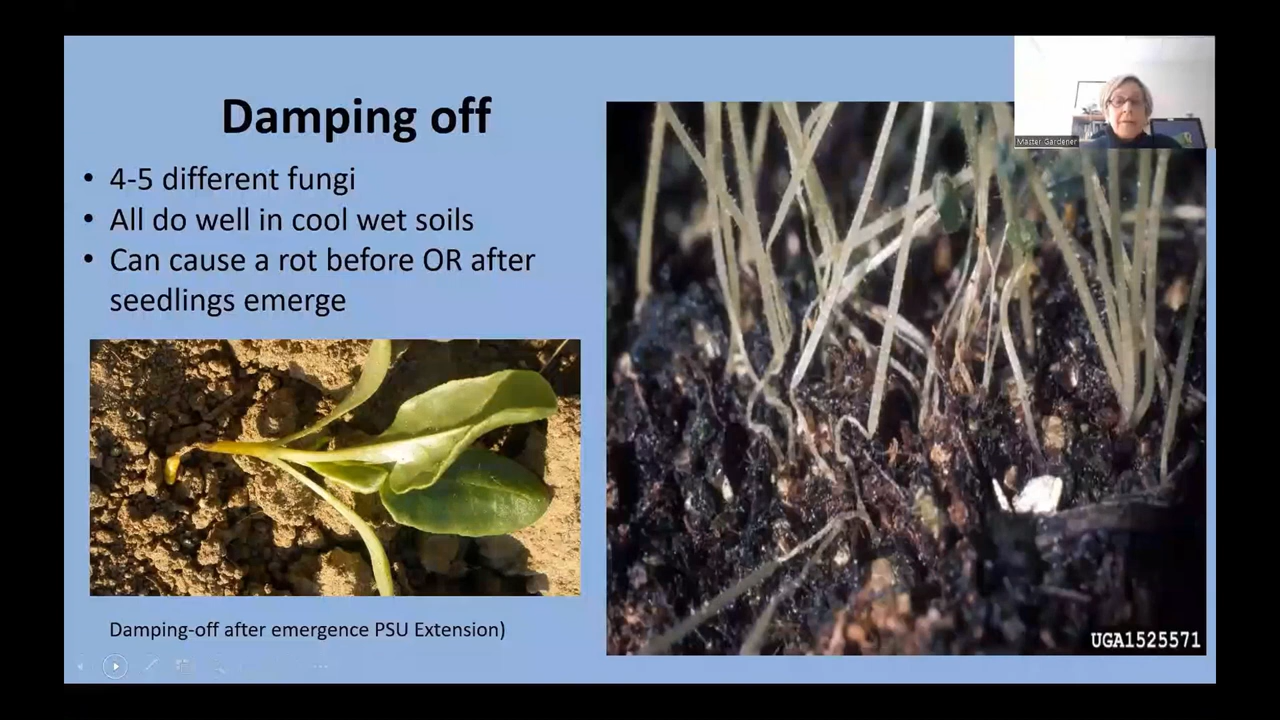 Damping off
• 4-5 different fungi
• All do well in cool wet soils
• Can cause a rot before OR after
seedlings emerge
Damping-off after emergence PSU Extension)
Master Gardener
UGA1525571